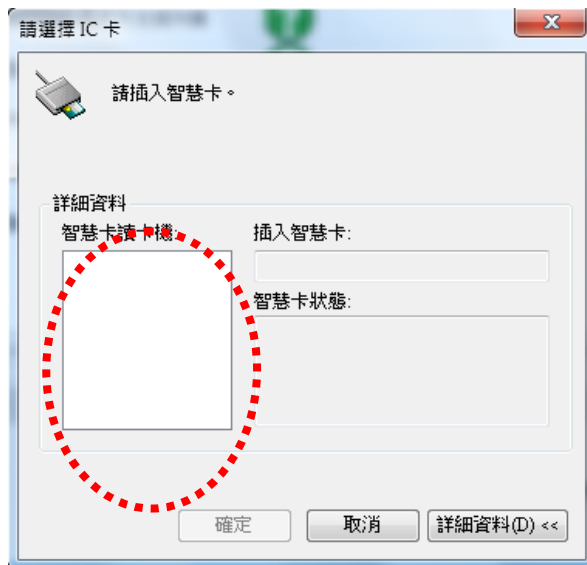 請選擇 IC 卡
請插入智慧卡。
詳細資料
智慧卡讀卡機:
插入智慧卡:
智慧卡狀態:
確定
取消
詳細資料(D) <<